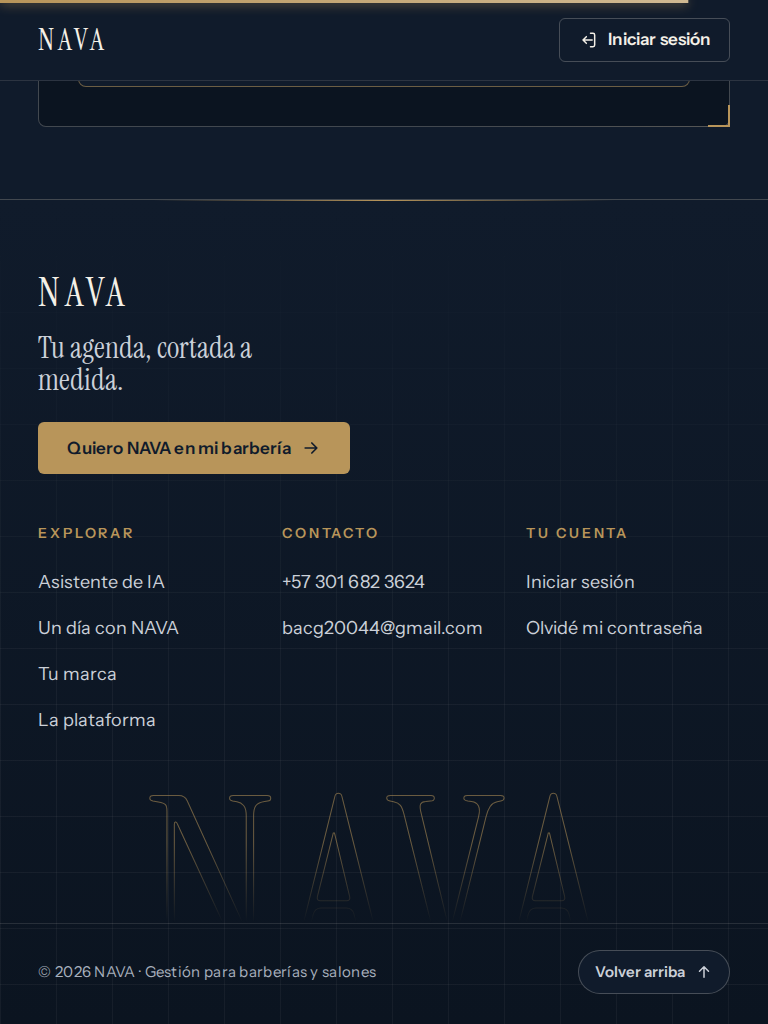 NAVA
Iniciar sesión
NAVA
Tu agenda, cortada a
medida.
Quiero NAVA en mi barbería
EXPLORAR
Asistente de IA
Un día con NAVA
Tu marca
La plataforma
CONTACTO
+57 301 682 3624
bacg20044@gmail.com
TU CUENTA
Iniciar sesión
Olvidé mi contraseña
NAVA
© 2026 NAVA · Gestión para barberías y salones
Volver arriba